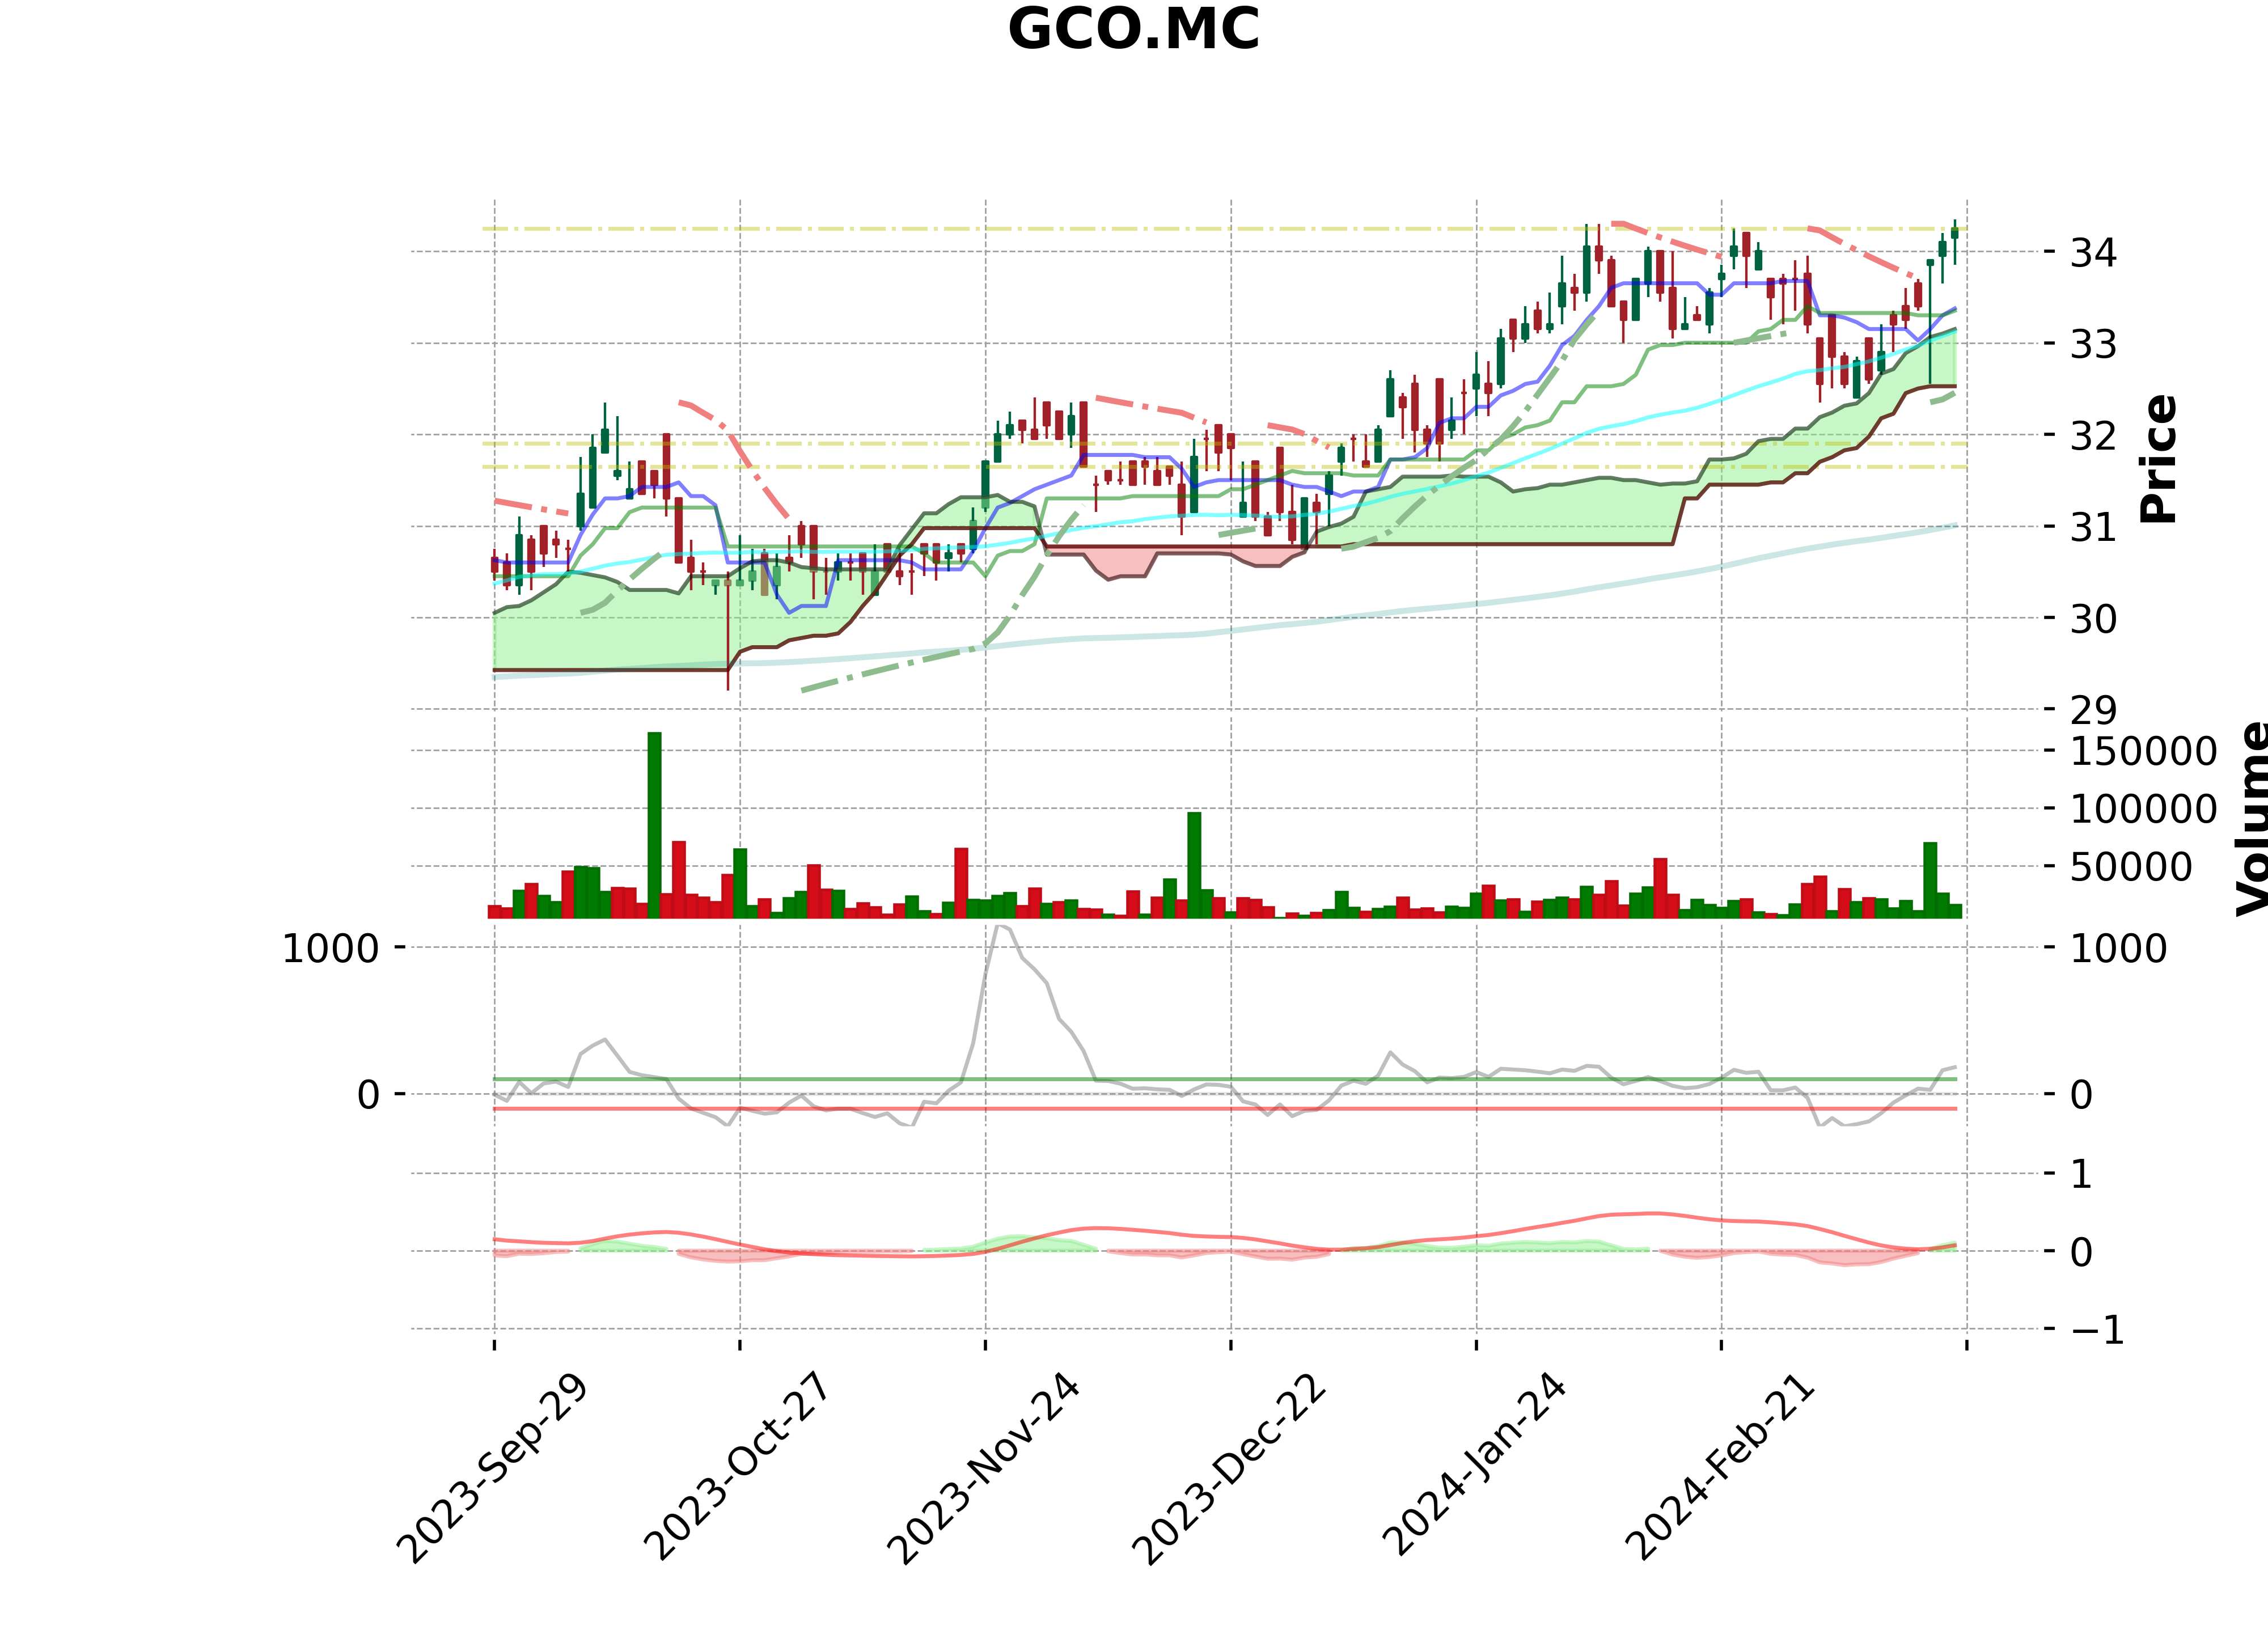 GCO.MC
34
33
32
31
30
29
Price
150000
100000
50000
Volume
1000
0
1000
0
1
0
−1
2023-Sep-29
2023-Oct-27
2023-Nov-24
2023-Dec-22
2024-Jan-24
2024-Feb-21